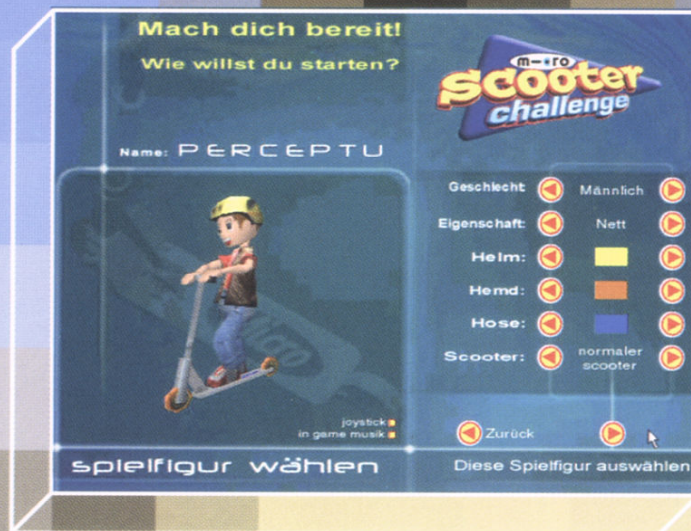 Mach dich bereit!
Wie willst du starten?
m-cro
Scooter
challenge
Name: PERCEPTU
Geschlecht: Männlich
Eigenschaft: Nett
Helm:
Hemd:
Hose:
Scooter: normaler
scooter
joystick
in game musik
Zurück
spielfigur wählen
Diese Spielfigur auswählen